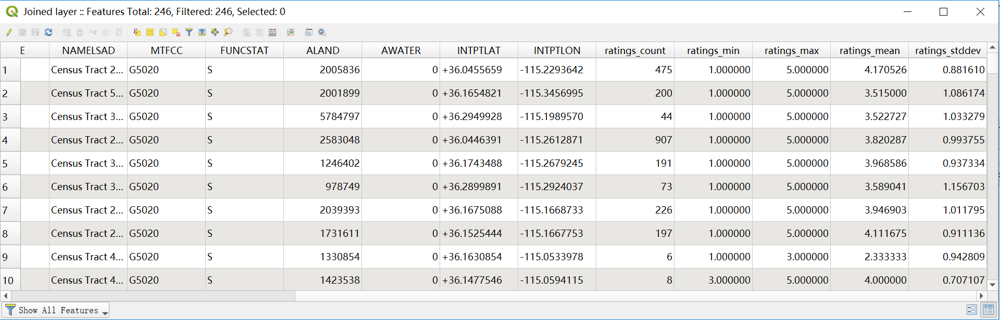 Joined layer :: Features Total: 246, Filtered: 246, Selected: 0
E NAMELSAD MTFCC FUNCSTAT ALAND AWATER INTPTLAT INTPTLON ratings_count ratings_min ratings_max ratings_mean ratings_stddev
1 Census Tract 2... G5020 S 2005836 0 +36.0455659 -115.2293642 475 1.000000 5.000000 4.170526 0.881610
2 Census Tract 5... G5020 S 2001899 0 +36.1654821 -115.3456995 200 1.000000 5.000000 3.515000 1.086174
3 Census Tract 3... G5020 S 5784797 0 +36.2949928 -115.1989570 44 1.000000 5.000000 3.522727 1.033279
4 Census Tract 2... G5020 S 2583048 0 +36.0446391 -115.2612871 907 1.000000 5.000000 3.820287 0.993755
5 Census Tract 3... G5020 S 1246402 0 +36.1743488 -115.2679245 191 1.000000 5.000000 3.968586 0.937334
6 Census Tract 3... G5020 S 978749 0 +36.2899891 -115.2924037 73 1.000000 5.000000 3.589041 1.156703
7 Census Tract 2... G5020 S 2039393 0 +36.1675088 -115.1668733 226 1.000000 5.000000 3.946903 1.011795
8 Census Tract 2... G5020 S 1731611 0 +36.1525444 -115.1667753 197 1.000000 5.000000 4.111675 0.911136
9 Census Tract 4... G5020 S 1330854 0 +36.1630854 -115.0533978 6 1.000000 3.000000 2.333333 0.942809
10 Census Tract 4... G5020 S 1423538 0 +36.1477546 -115.0594115 8 3.000000 5.000000 4.000000 0.707107
Show All Features